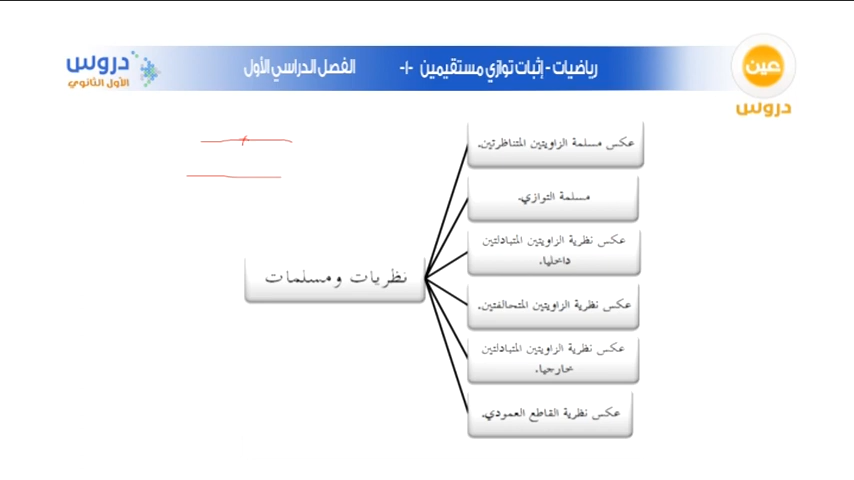 دروس
الأول الثانوي
رياضيات - إثبات توازي مستقيمين -١-
الفصل الدراسي الأول
عين
دروس
عكس مسلمة الزاويتين المتناظرتين.
مسلمة التوازي.
عكس نظرية الزاويتين المتبادلتين
داخليا.
نظريات ومسلمات
عكس نظرية الزاويتين المتحالفتين.
عكس نظرية الزاويتين المتبادلتين
خارجيا.
عكس نظرية القاطع العمودي.